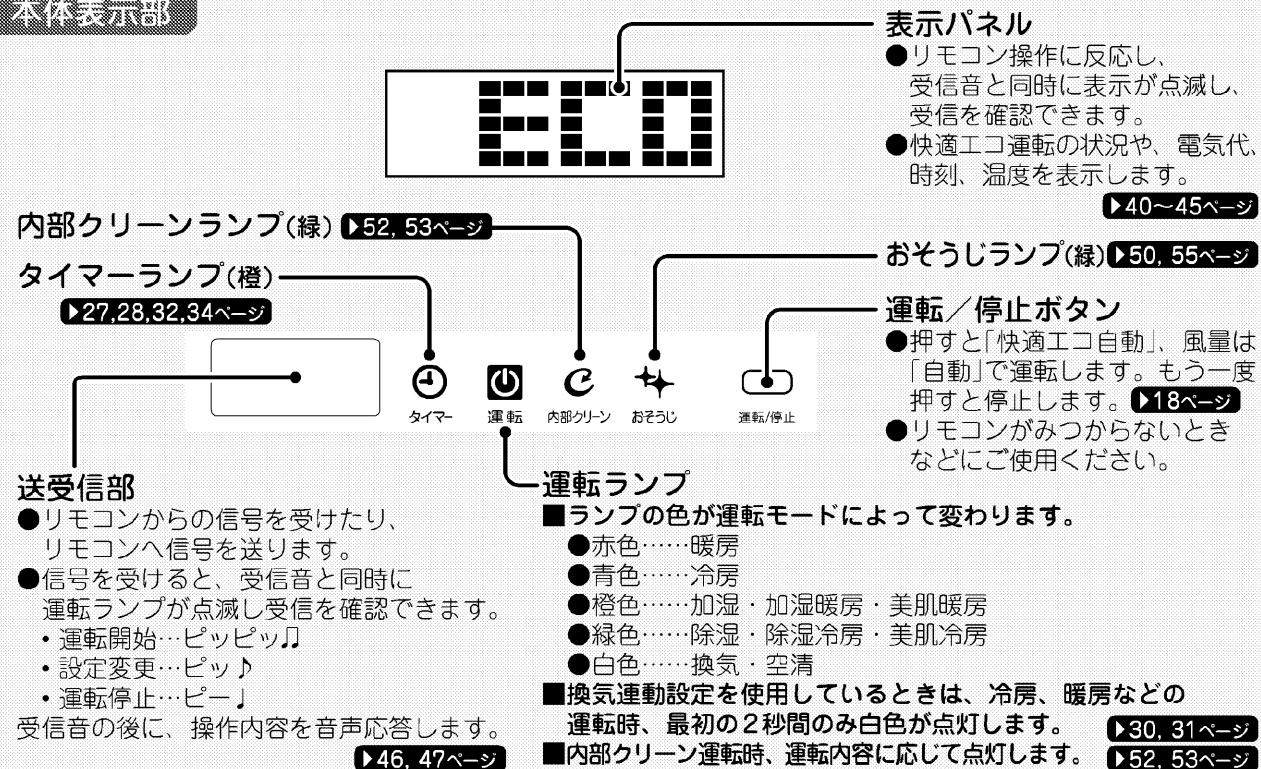 本体表示部
ECO
表示パネル
●リモコン操作に反応し、
受信音と同時に表示が点滅し、
受信を確認できます。
●快適エコ運転の状況や、電気代、
時刻、温度を表示します。
▶40〜45ページ
内部クリーンランプ(緑) ▶52, 53ページ
タイマーランプ(橙)
▶27,28,32,34ページ
おそうじランプ(緑) ▶50, 55ページ
運転／停止ボタン
●押すと「快適エコ自動」、風量は
「自動」で運転します。もう一度
押すと停止します。 ▶18ページ
●リモコンがみつからないとき
などにご使用ください。
タイマー 運転 内部クリーン おそうじ 運転/停止
送受信部
●リモコンからの信号を受けたり、
リモコンへ信号を送ります。
●信号を受けると、受信音と同時に
運転ランプが点滅し受信を確認できます。
・運転開始…ピッピッ♫
・設定変更…ピッ♪
・運転停止…ピー♩
受信音の後に、操作内容を音声応答します。
▶46, 47ページ
運転ランプ
■ランプの色が運転モードによって変わります。
●赤色……暖房
●青色……冷房
●橙色……加湿・加湿暖房・美肌暖房
●緑色……除湿・除湿冷房・美肌冷房
●白色……換気・空清
■換気連動設定を使用しているときは、冷房、暖房などの
運転時、最初の2秒間のみ白色が点灯します。 ▶30, 31ページ
■内部クリーン運転時、運転内容に応じて点灯します。 ▶52, 53ページ